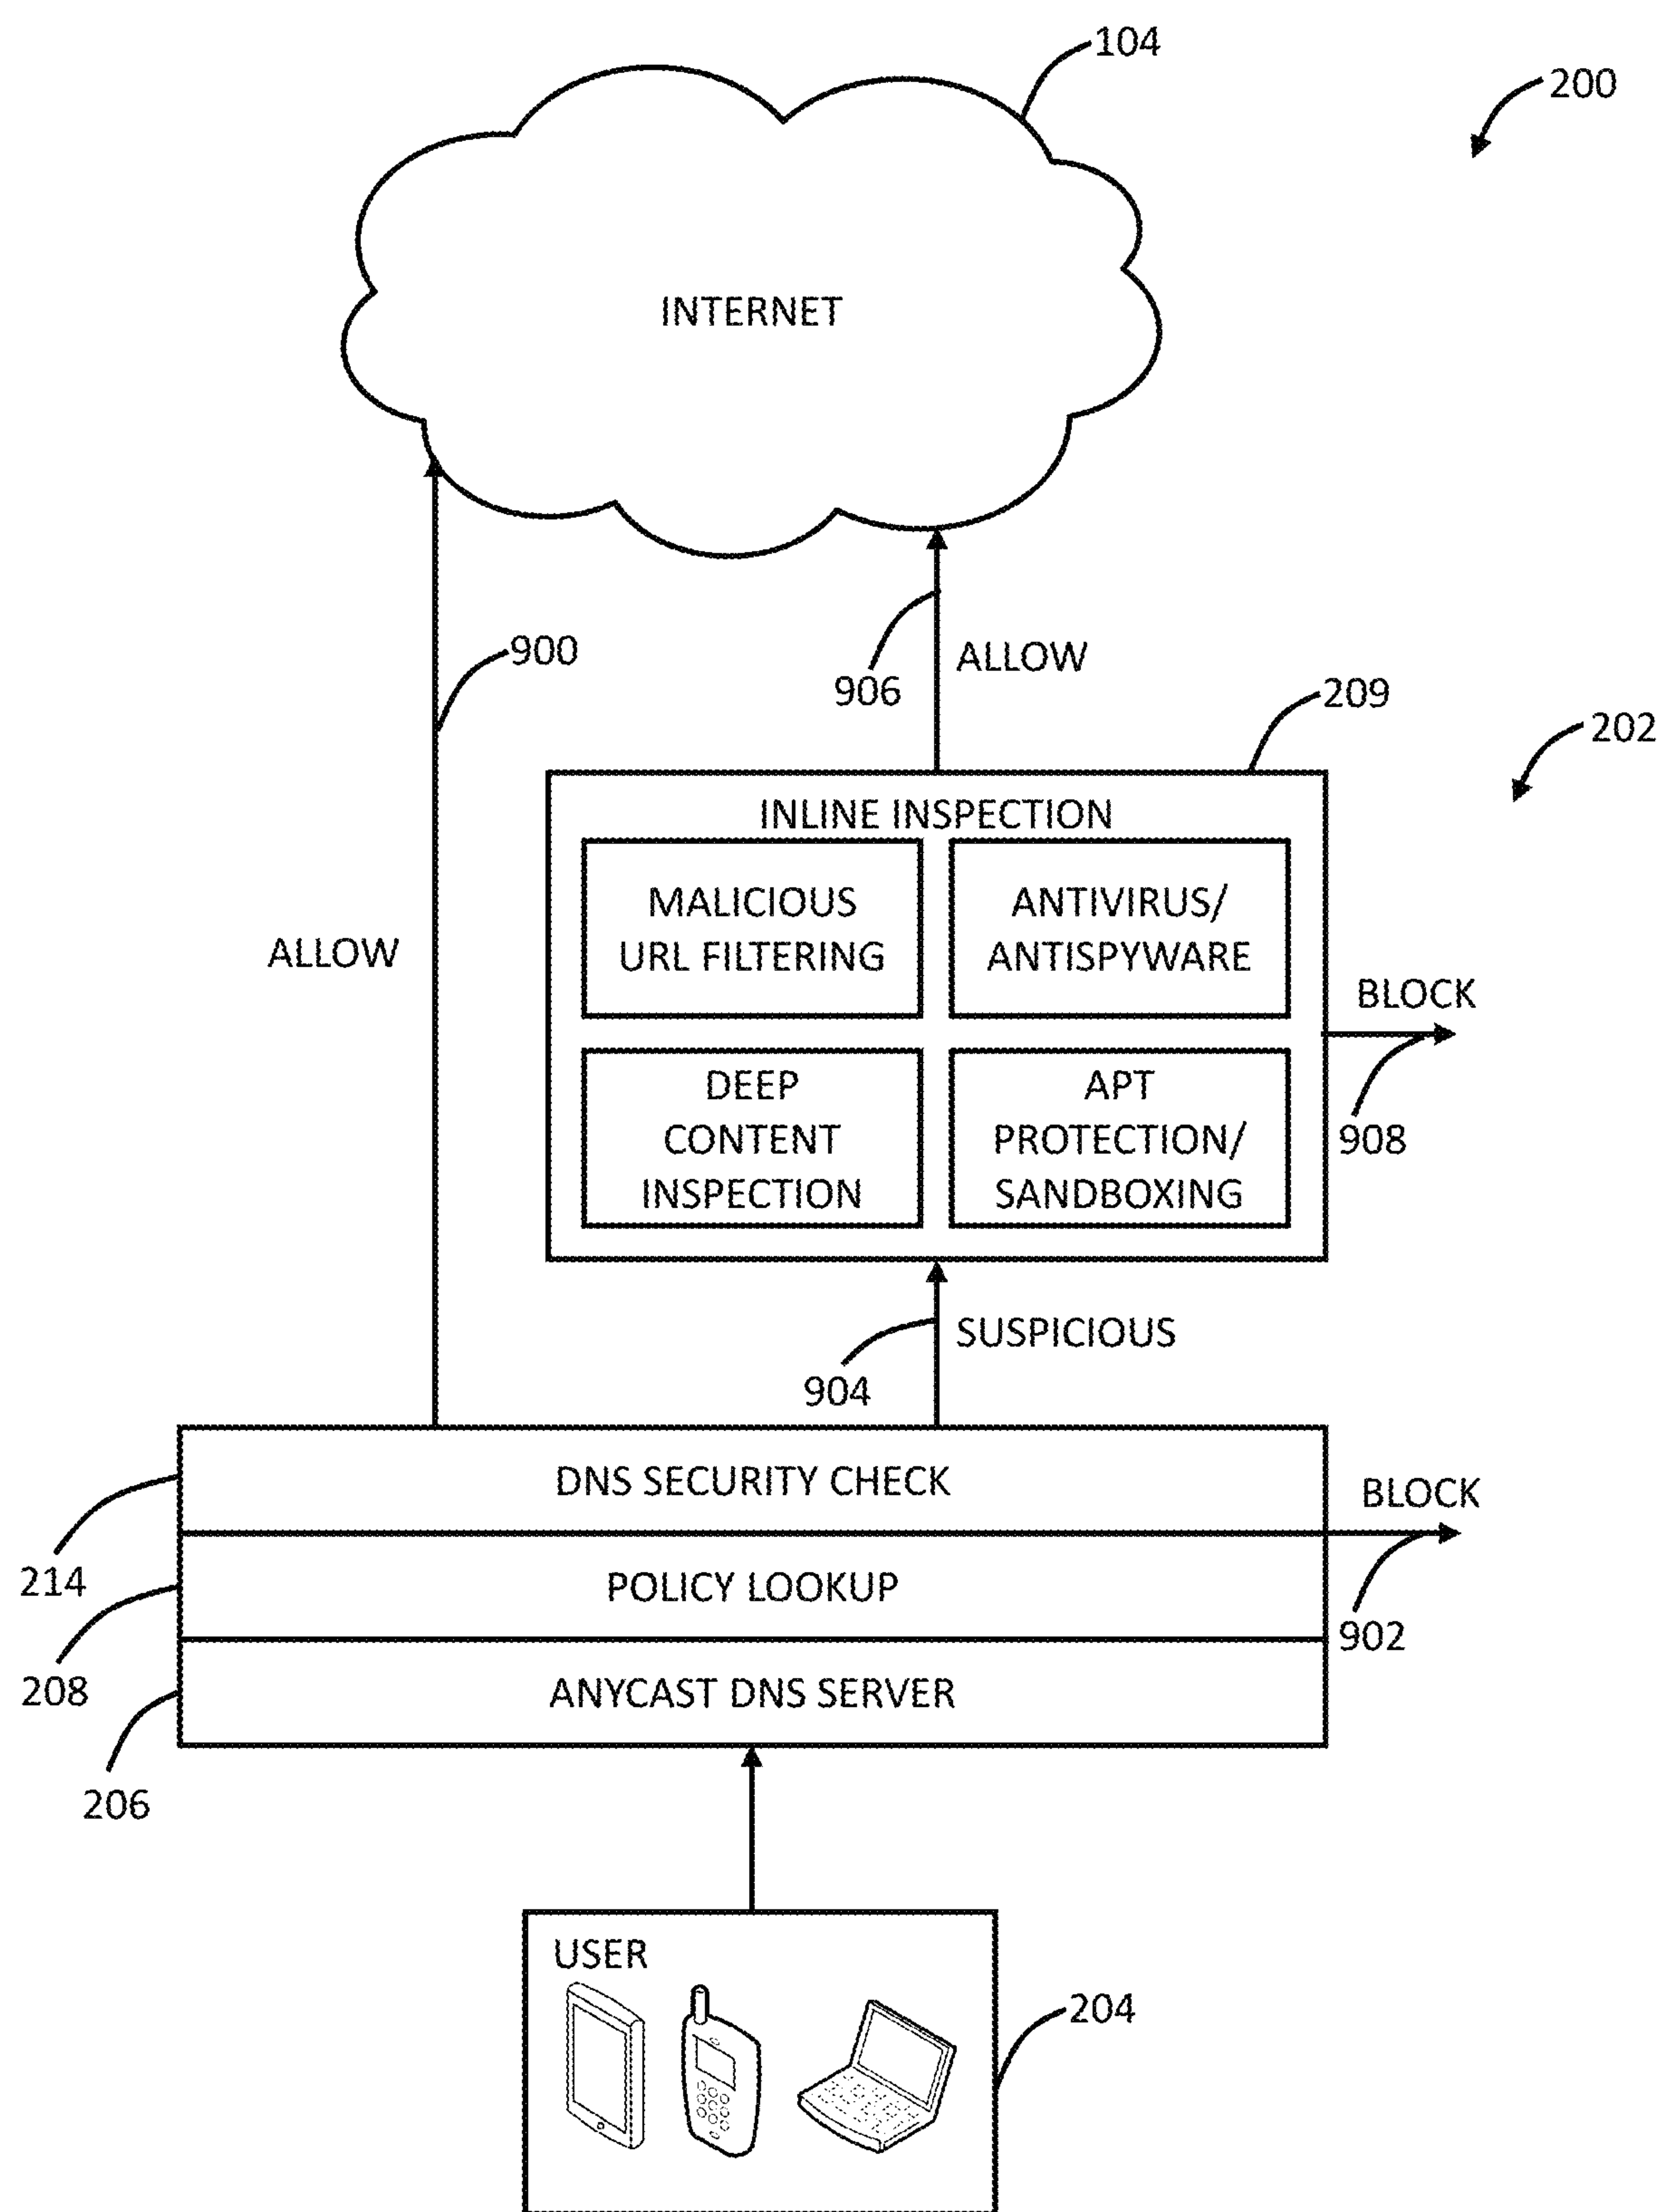 104
200
INTERNET
900
906
ALLOW
209
202
INLINE INSPECTION
MALICIOUS
URL FILTERING
ANTIVIRUS/
ANTISPYWARE
ALLOW
BLOCK
DEEP
CONTENT
INSPECTION
APT
PROTECTION/
SANDBOXING
908
SUSPICIOUS
904
DNS SECURITY CHECK
BLOCK
214
POLICY LOOKUP
902
208
ANYCAST DNS SERVER
206
USER
204